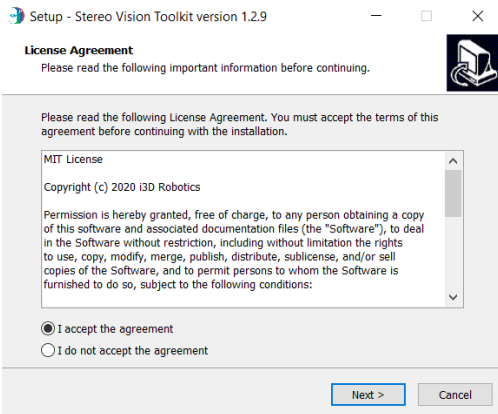 Setup - Stereo Vision Toolkit version 1.2.9
License Agreement
Please read the following important information before continuing.
Please read the following License Agreement. You must accept the terms of this
agreement before continuing with the installation.
MIT License
Copyright (c) 2020 i3D Robotics
Permission is hereby granted, free of charge, to any person obtaining a copy
of this software and associated documentation files (the "Software"), to deal
in the Software without restriction, including without limitation the rights
to use, copy, modify, merge, publish, distribute, sublicense, and/or sell
copies of the Software, and to permit persons to whom the Software is
furnished to do so, subject to the following conditions:
I accept the agreement
I do not accept the agreement
Next >
Cancel